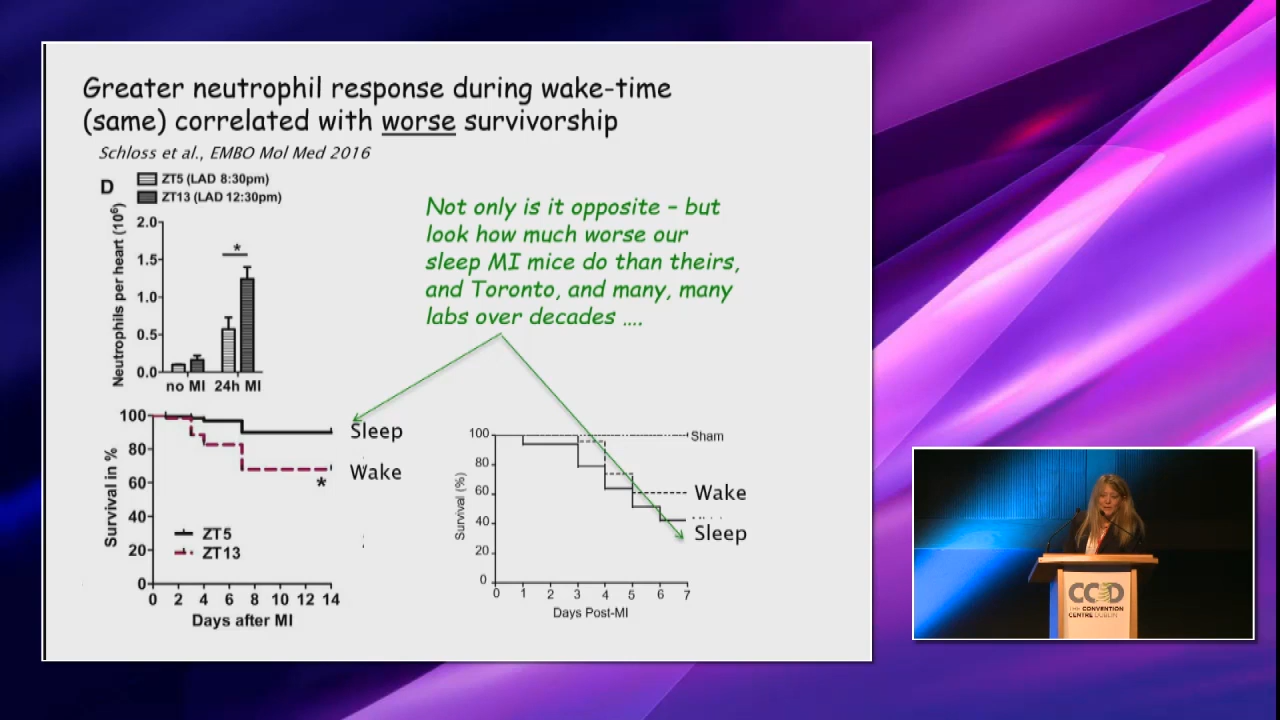 Greater neutrophil response during wake-time
(same) correlated with worse survivorship
Schloss et al., EMBO Mol Med 2016
D
ZT5 (LAD 8:30pm)
ZT13 (LAD 12:30pm)
Neutrophils per heart (10⁶)
2.0
1.5
1.0
0.5
0.0
*
no MI 24h MI
Not only is it opposite – but
look how much worse our
sleep MI mice do than theirs,
and Toronto, and many, many
labs over decades ….
Survival in %
100
80
60
40
20
0
Sleep
Wake
*
ZT5
ZT13
0 2 4 6 8 10 12 14
Days after MI
Survival (%)
100
80
60
40
20
0
Sham
Wake
Sleep
0 1 2 3 4 5 6 7
Days Post-MI
CCD
THE CONVENTION
CENTRE DUBLIN